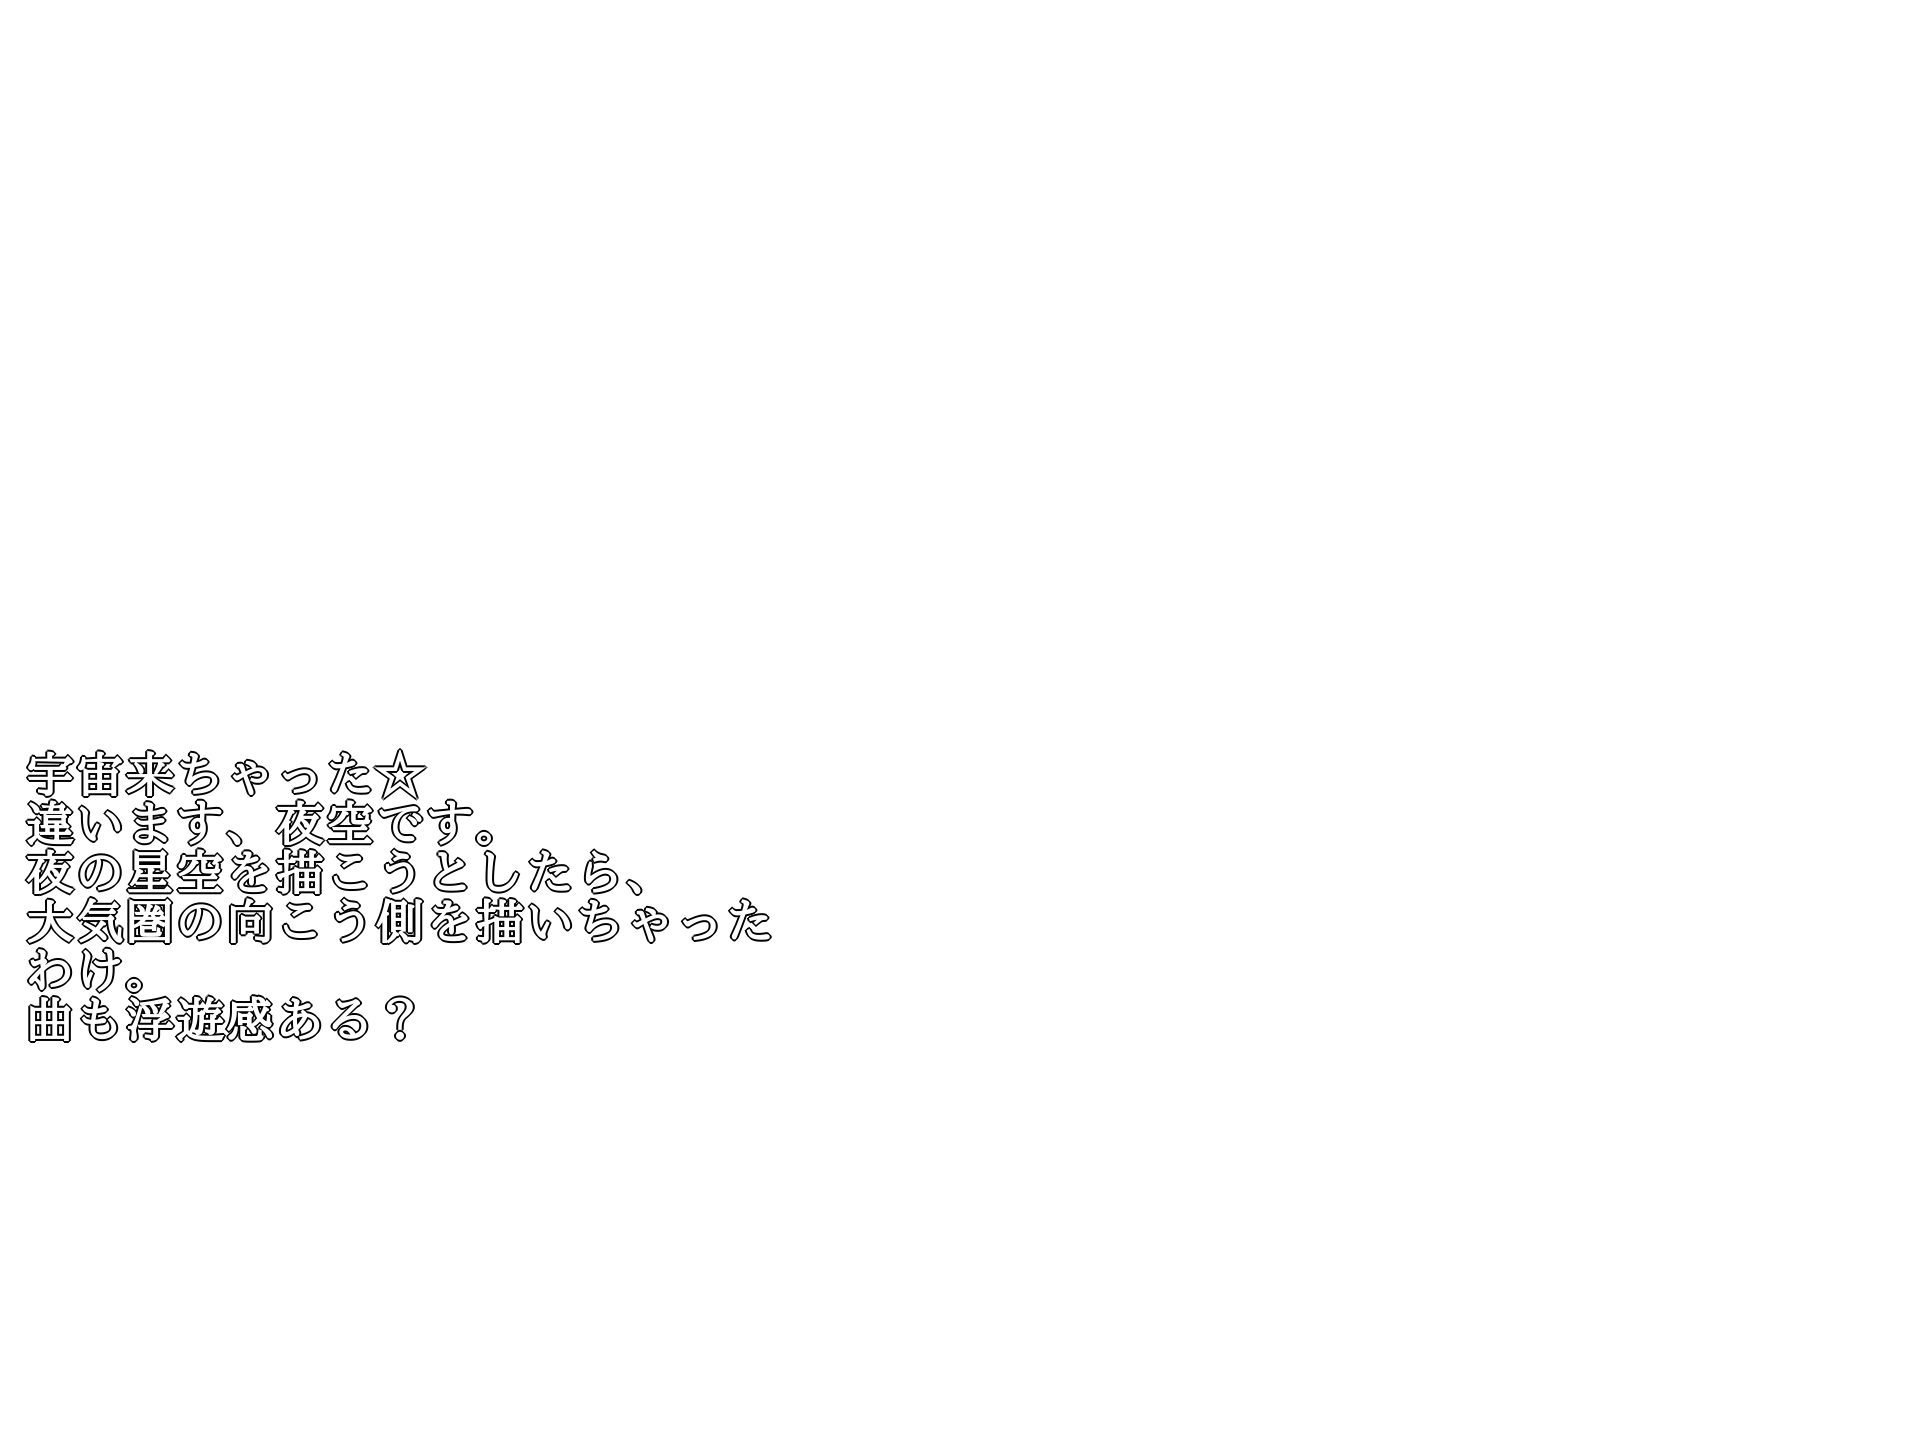 宇宙来ちゃった☆
違います、夜空です。
夜の星空を描こうとしたら、
大気圏の向こう側を描いちゃった
わけ。
曲も浮遊感ある？